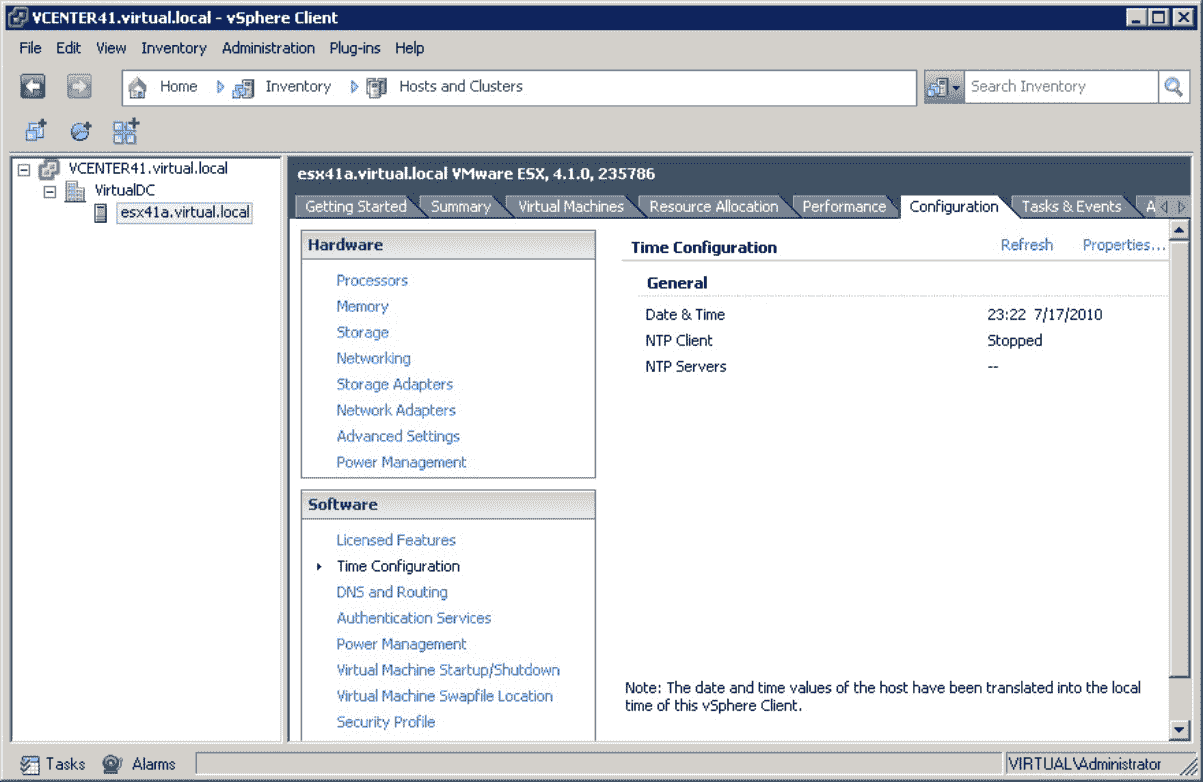 VCENTER41.virtual.local - vSphere Client
File Edit View Inventory Administration Plug-ins Help
Home Inventory Hosts and Clusters Search Inventory
VCENTER41.virtual.local
VirtualDC
esx41a.virtual.local
esx41a.virtual.local VMware ESX, 4.1.0, 235786
Getting Started Summary Virtual Machines Resource Allocation Performance Configuration Tasks & Events A
Hardware
Processors
Memory
Storage
Networking
Storage Adapters
Network Adapters
Advanced Settings
Power Management
Software
Licensed Features
Time Configuration
DNS and Routing
Authentication Services
Power Management
Virtual Machine Startup/Shutdown
Virtual Machine Swapfile Location
Security Profile
Time Configuration Refresh Properties...
General
Date & Time 23:22 7/17/2010
NTP Client Stopped
NTP Servers --
Note: The date and time values of the host have been translated into the local
time of this vSphere Client.
Tasks Alarms VIRTUAL\Administrator